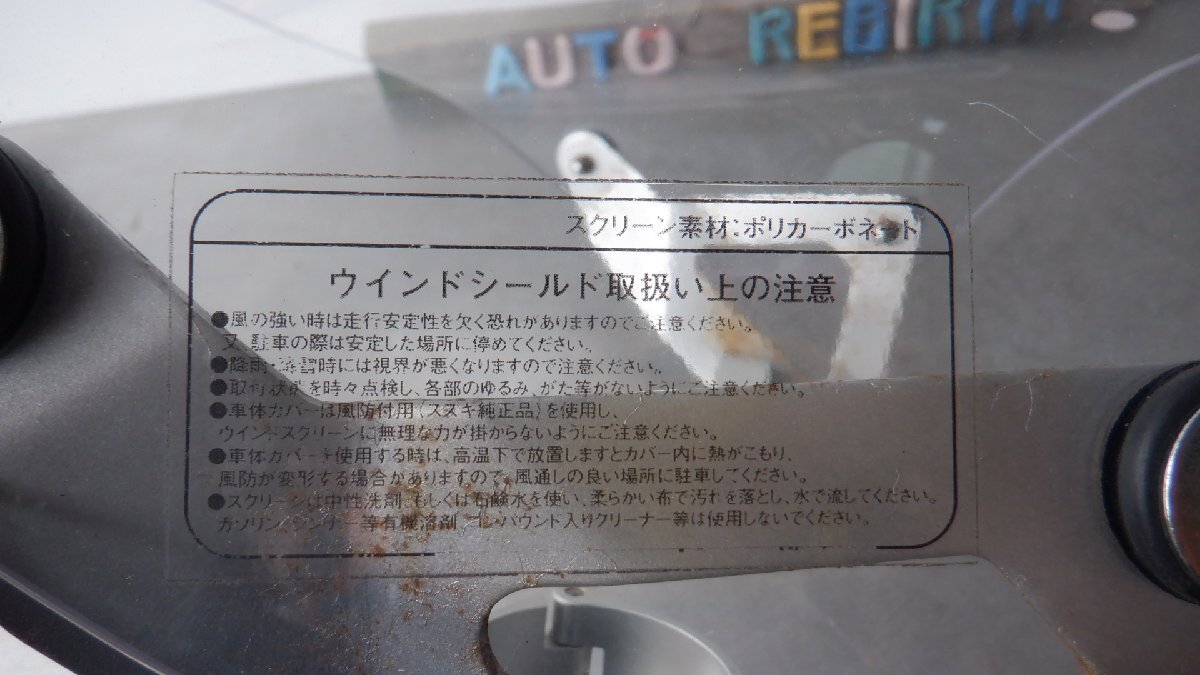 AUTO REBIRTH
スクリーン素材:ポリカーボネート
ウインドシールド取扱い上の注意
●風の強い時は走行安定性を欠く恐れがありますのでご注意ください。
又、駐車の際は安定した場所に停めてください。
●降雨・降雪時には視界が悪くなりますので注意ください。
●取付状態を時々点検し、各部のゆるみ、がた等がないようにご注意ください。
●車体カバーは風防付用(スズキ純正品)を使用し、
ウインドスクリーンに無理な力が掛からないようにご注意ください。
●車体カバーを使用する時は、高温下で放置しますとカバー内に熱がこもり、
風防が変形する場合がありますので、風通しの良い場所に駐車してください。
●スクリーンは中性洗剤、もしくは石鹸水を使い、柔らかい布で汚れを落とし、水で流してください。
ガソリン、シンナー等有機溶剤、コンパウンド入りクリーナー等は使用しないでください。